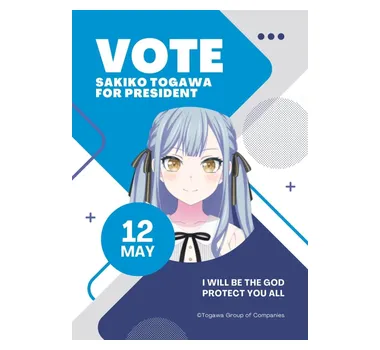 VOTE
SAKIKO TOGAWA
FOR PRESIDENT
12
MAY
I WILL BE THE GOD
PROTECT YOU ALL
©Togawa Group of Companies